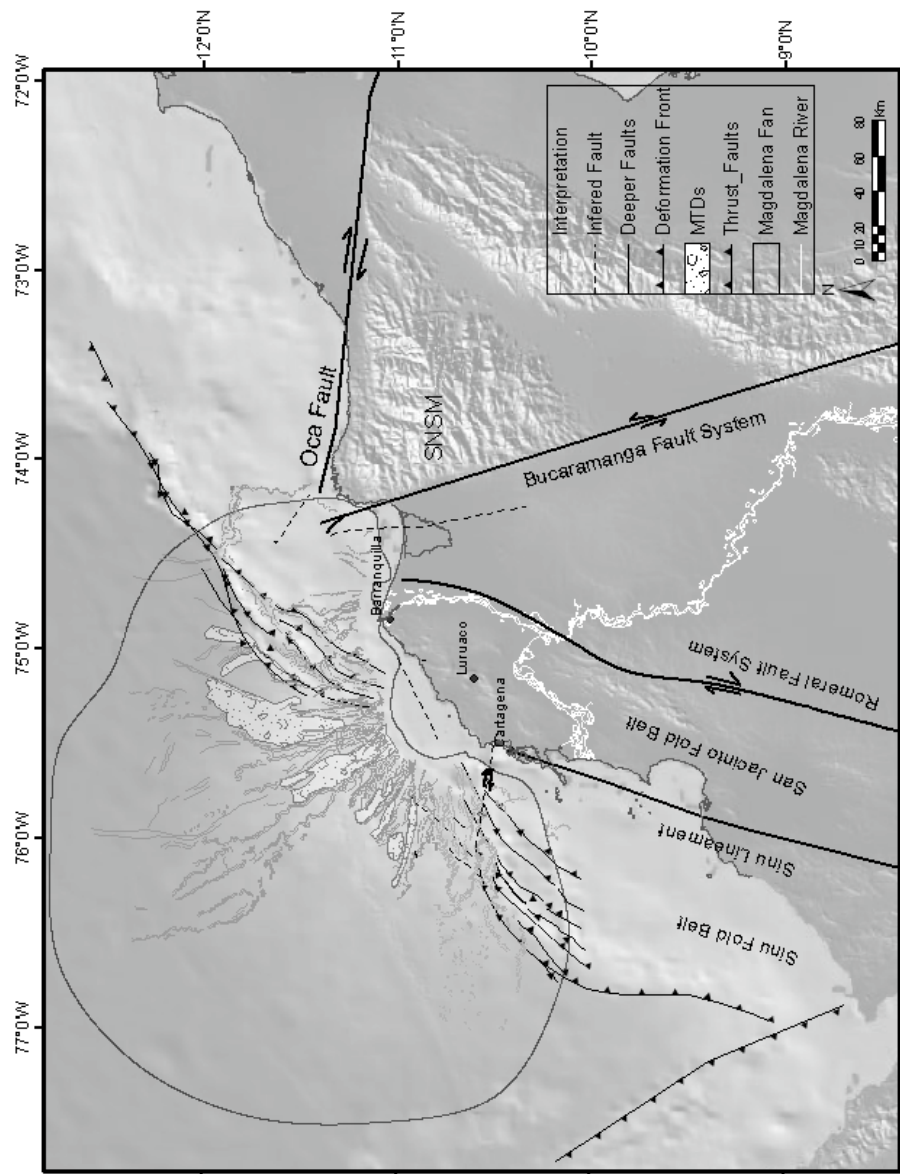 77°0'W
76°0'W
75°0'W
74°0'W
73°0'W
72°0'W
12°0'N
11°0'N
10°0'N
9°0'N
Oca Fault
SNSM
Bucaramanga Fault System
Barranquilla
Luruaco
Cartagena
Romeral Fault System
San Jacinto Fold Belt
Sinu Lineament
Sinu Fold Belt
Interpretation
Infered Fault
Deeper Faults
Deformation Front
MTDs
Thrust_Faults
Magdalena Fan
Magdalena River
N
0 10 20 40 60 80
Km